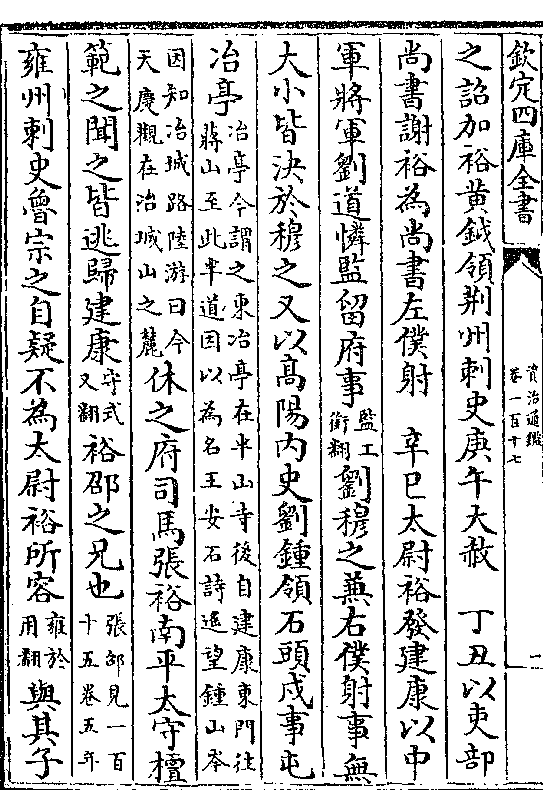 欽定四庫全書
資治通鑑
卷一百十七
之詔加裕黄鉞領荆州刺史庚午大赦　丁丑以吏部
尚書謝裕為尚書左僕射　辛巳太尉裕發建康以中
軍將軍劉道憐監留府事監工銜翻劉穆之兼右僕射事無
大小皆決於穆之又以高陽内史劉鍾領石頭戍事屯
冶亭冶亭今謂之東冶亭在半山寺後自建康東門往蔣山至此半道因以為名王安石詩遥望鍾山岑
因知冶城路陸游曰今天慶觀在冶城山之麓休之府司馬張裕南平太守檀
範之聞之皆逃歸建康守式又翻裕邵之兄也張邵見一百十五卷五年
雍州刺史魯宗之自疑不為太尉裕所容雍於用翻與其子